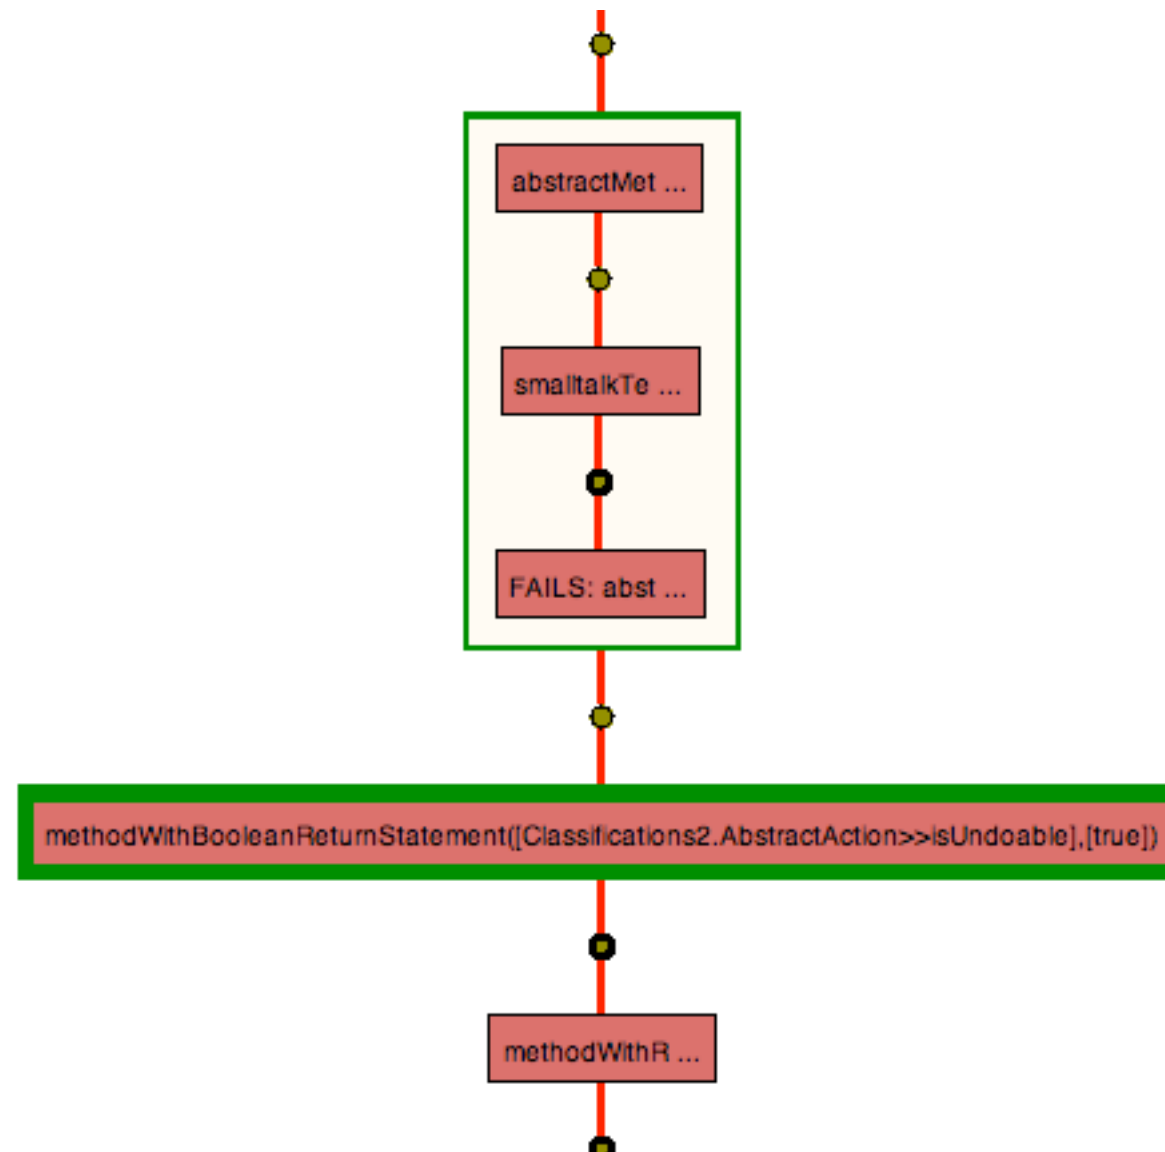 abstractMet ...
smalltalkTe ...
FAILS: abst ...
methodWithBooleanReturnStatement([Classifications2.AbstractAction>>isUndoable],[true])
methodWithR ...